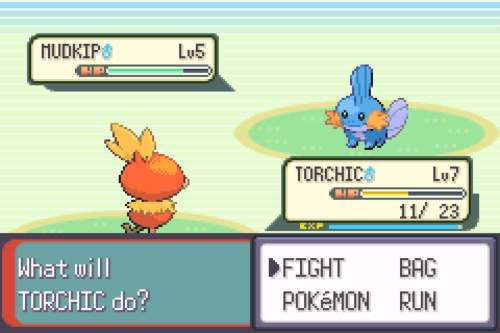 MUDKIP♂ Lv5
HP
TORCHIC♂ Lv7
HP
11/ 23
EXP
What will
TORCHIC do?
▶FIGHT BAG
POKéMON RUN